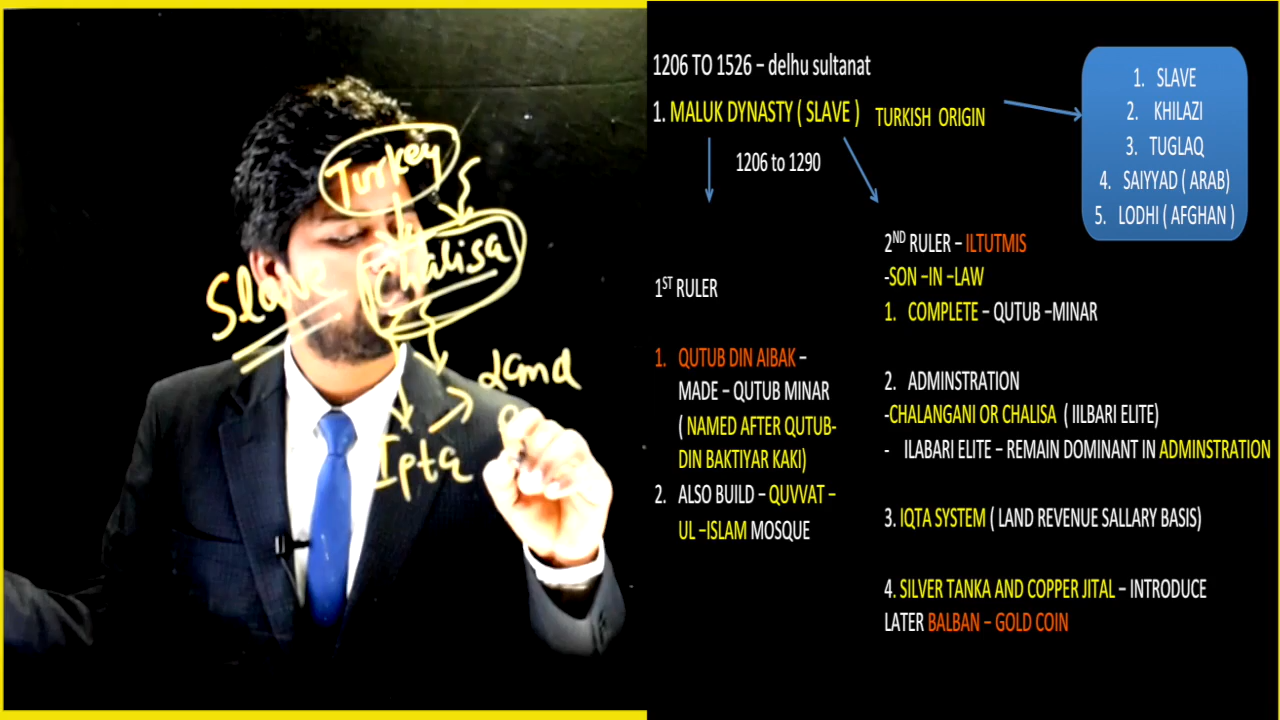 Turkey
Chalisa
Slave
Land
Ipta
1206 TO 1526 – delhu sultanat
1. MALUK DYNASTY ( SLAVE ) TURKISH ORIGIN
1206 to 1290
1. SLAVE
2. KHILAZI
3. TUGLAQ
4. SAIYYAD ( ARAB)
5. LODHI ( AFGHAN )
1ST RULER
1. QUTUB DIN AIBAK –
MADE – QUTUB MINAR
( NAMED AFTER QUTUB-
DIN BAKTIYAR KAKI)
2. ALSO BUILD – QUVVAT –
UL –ISLAM MOSQUE
2ND RULER – ILTUTMIS
-SON –IN –LAW
1. COMPLETE – QUTUB –MINAR
2. ADMINSTRATION
-CHALANGANI OR CHALISA ( IILBARI ELITE)
- ILABARI ELITE – REMAIN DOMINANT IN ADMINSTRATION
3. IQTA SYSTEM ( LAND REVENUE SALLARY BASIS)
4. SILVER TANKA AND COPPER JITAL – INTRODUCE
LATER BALBAN – GOLD COIN